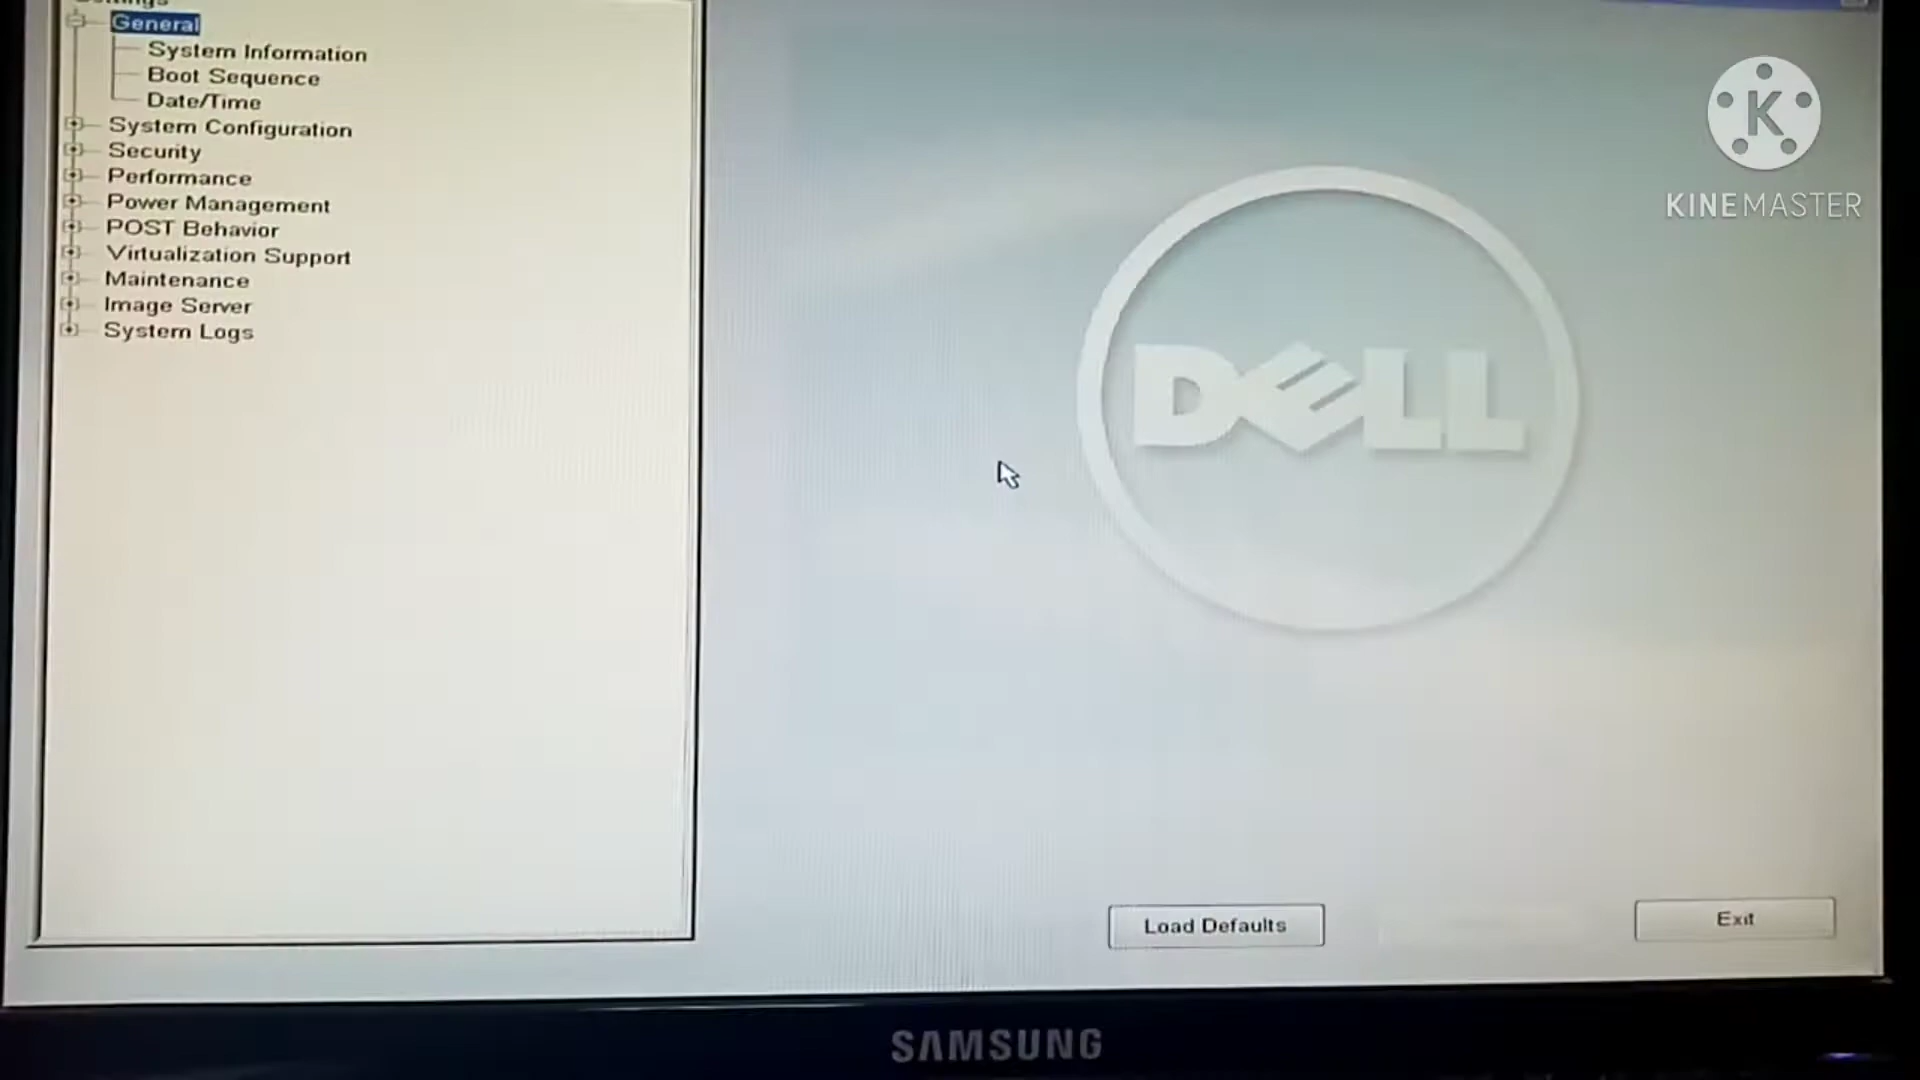 General
System Information
Boot Sequence
Date/Time
System Configuration
Security
Performance
Power Management
POST Behavior
Virtualization Support
Maintenance
Image Server
System Logs
K
KINEMASTER
DELL
Load Defaults
Exit
SAMSUNG